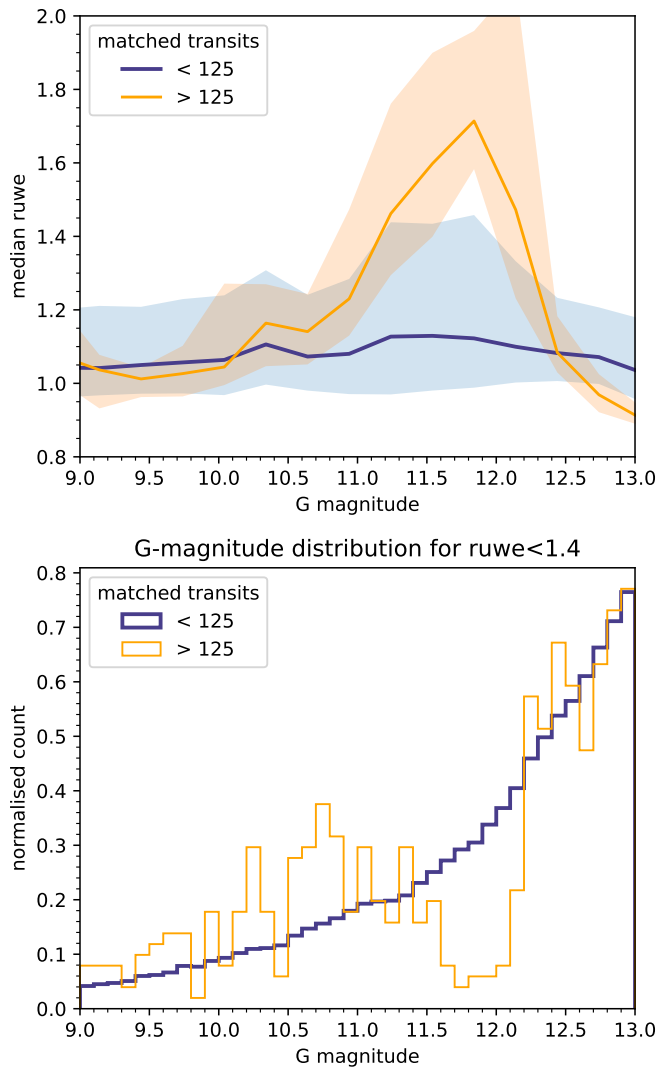 2.0
1.8
1.6
1.4
1.2
1.0
0.8
median ruwe
matched transits
< 125
> 125
9.0 9.5 10.0 10.5 11.0 11.5 12.0 12.5 13.0
G magnitude
G-magnitude distribution for ruwe<1.4
0.8
0.7
0.6
0.5
0.4
0.3
0.2
0.1
0.0
normalised count
matched transits
< 125
> 125
9.0 9.5 10.0 10.5 11.0 11.5 12.0 12.5 13.0
G magnitude